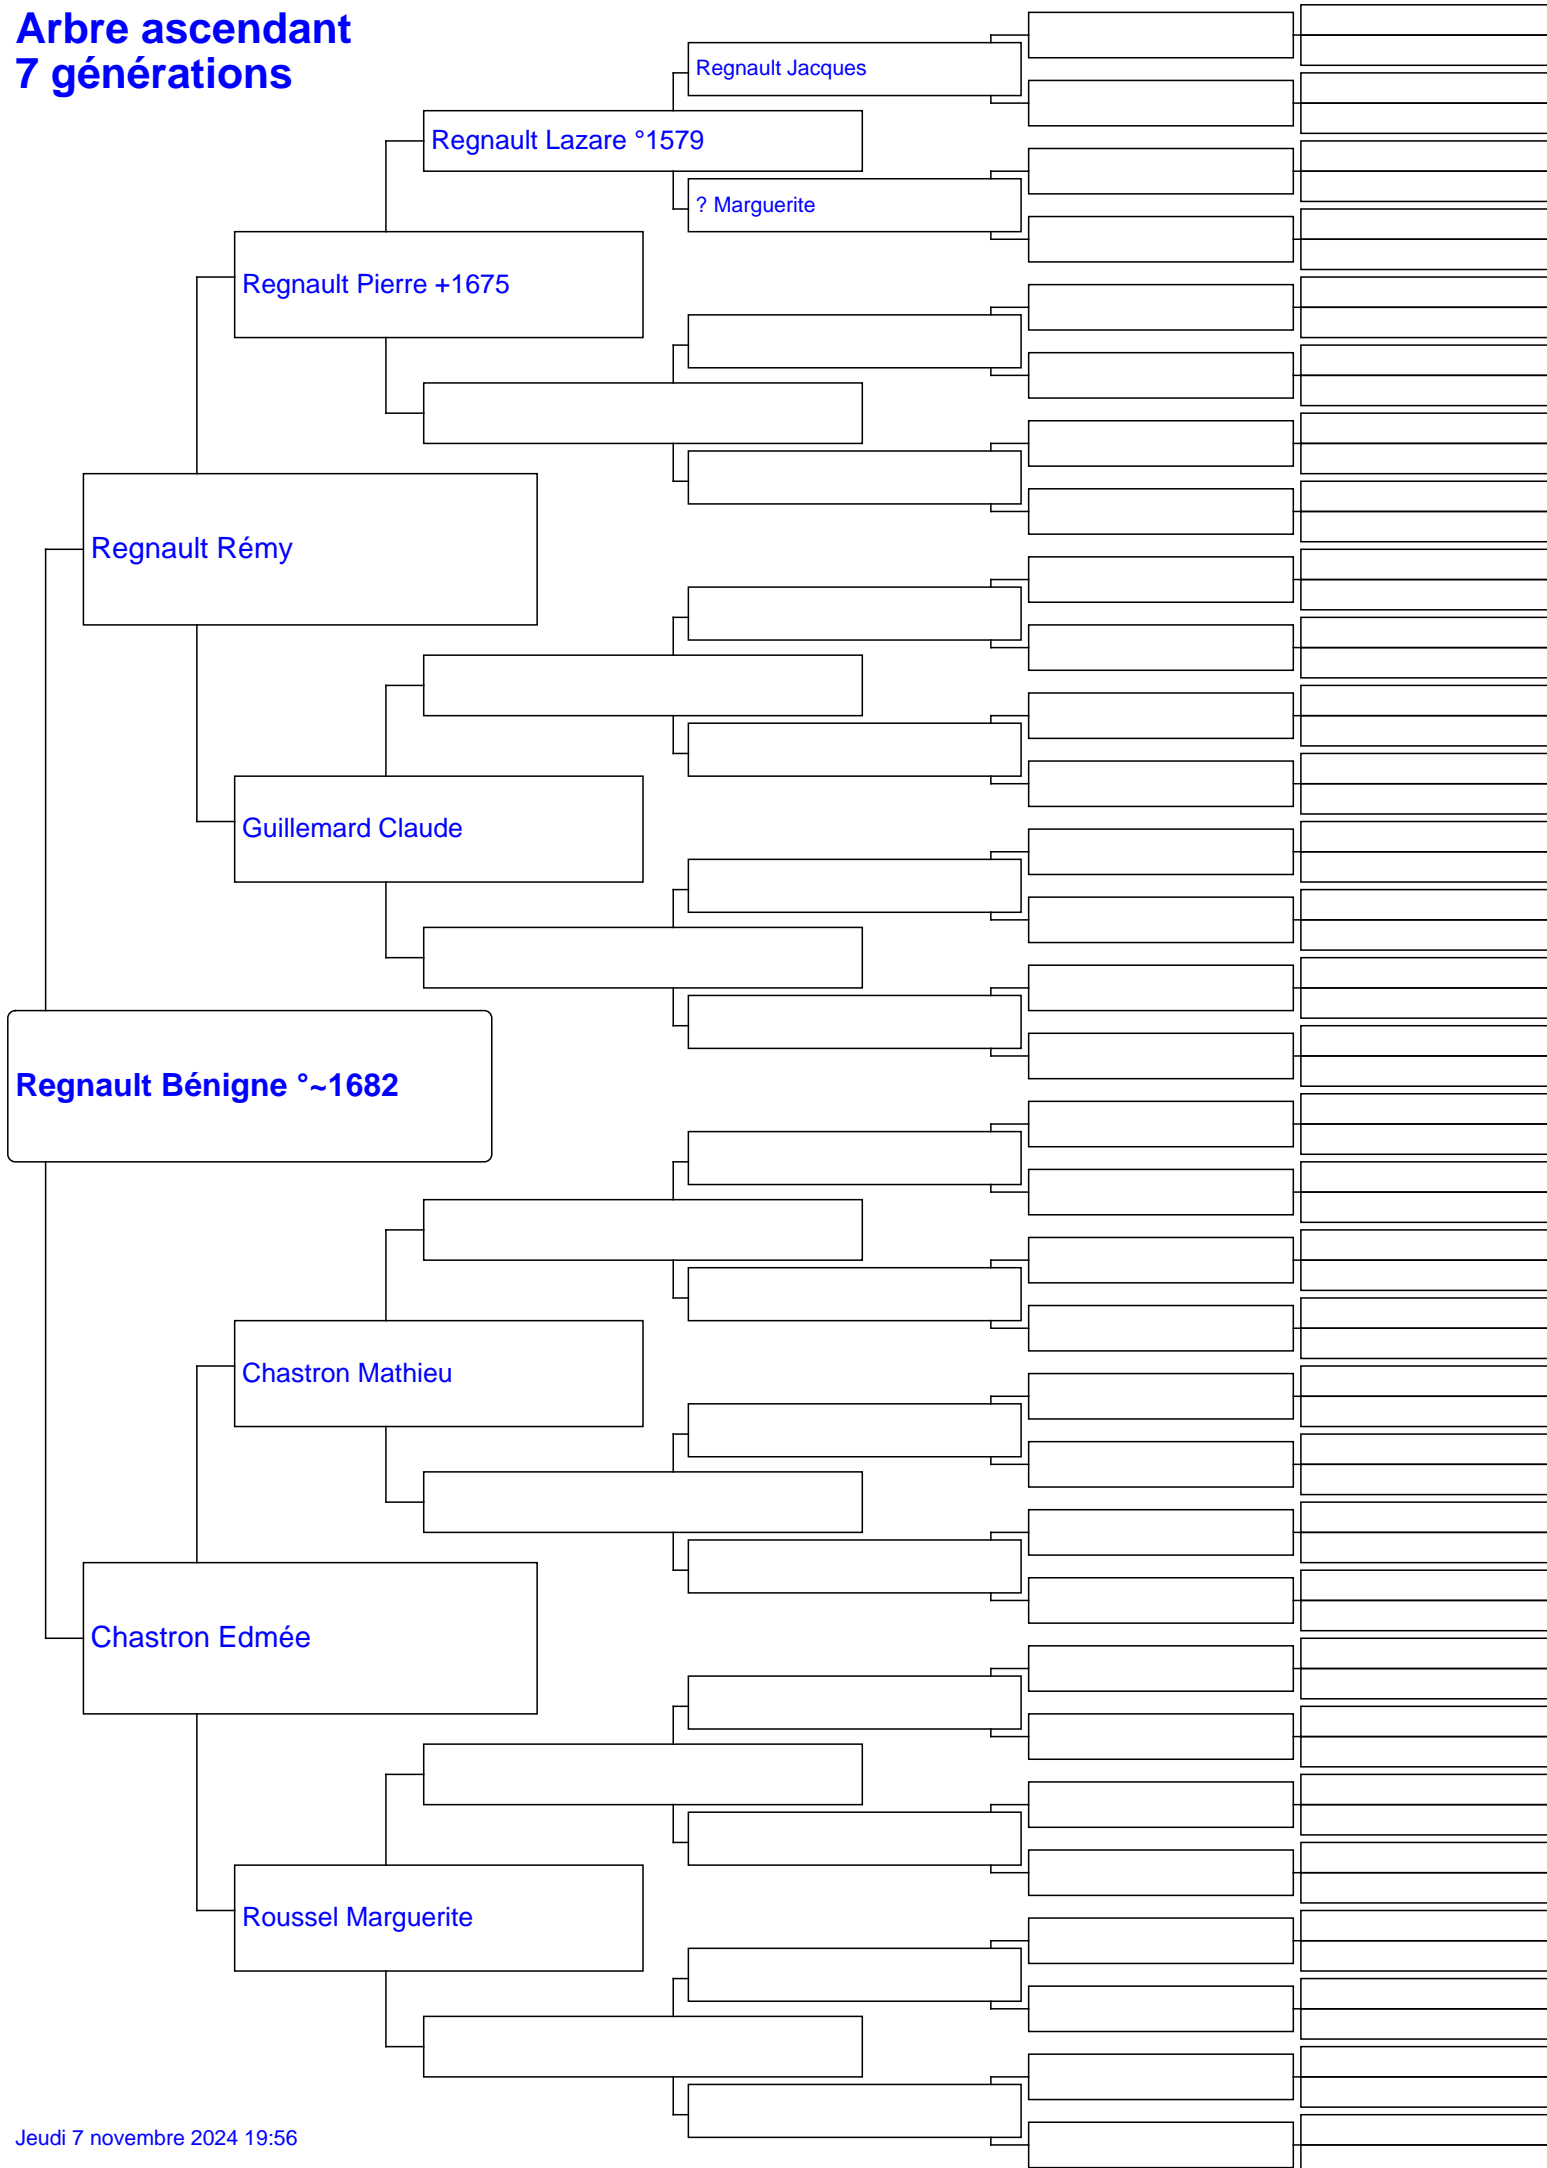 Arbre ascendant
7 générations
Regnault Jacques
Regnault Lazare °1579
? Marguerite
Regnault Pierre +1675
Regnault Rémy
Guillemard Claude
Regnault Bénigne °~1682
Chastron Mathieu
Chastron Edmée
Roussel Marguerite
Jeudi 7 novembre 2024 19:56